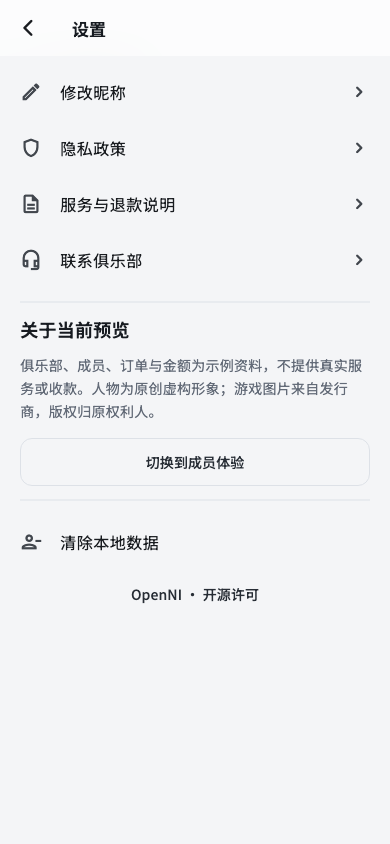 设置
修改昵称
隐私政策
服务与退款说明
联系俱乐部
关于当前预览
俱乐部、成员、订单与金额为示例资料，不提供真实服
务或收款。人物为原创虚构形象；游戏图片来自发行
商，版权归原权利人。
切换到成员体验
清除本地数据
OpenNI · 开源许可